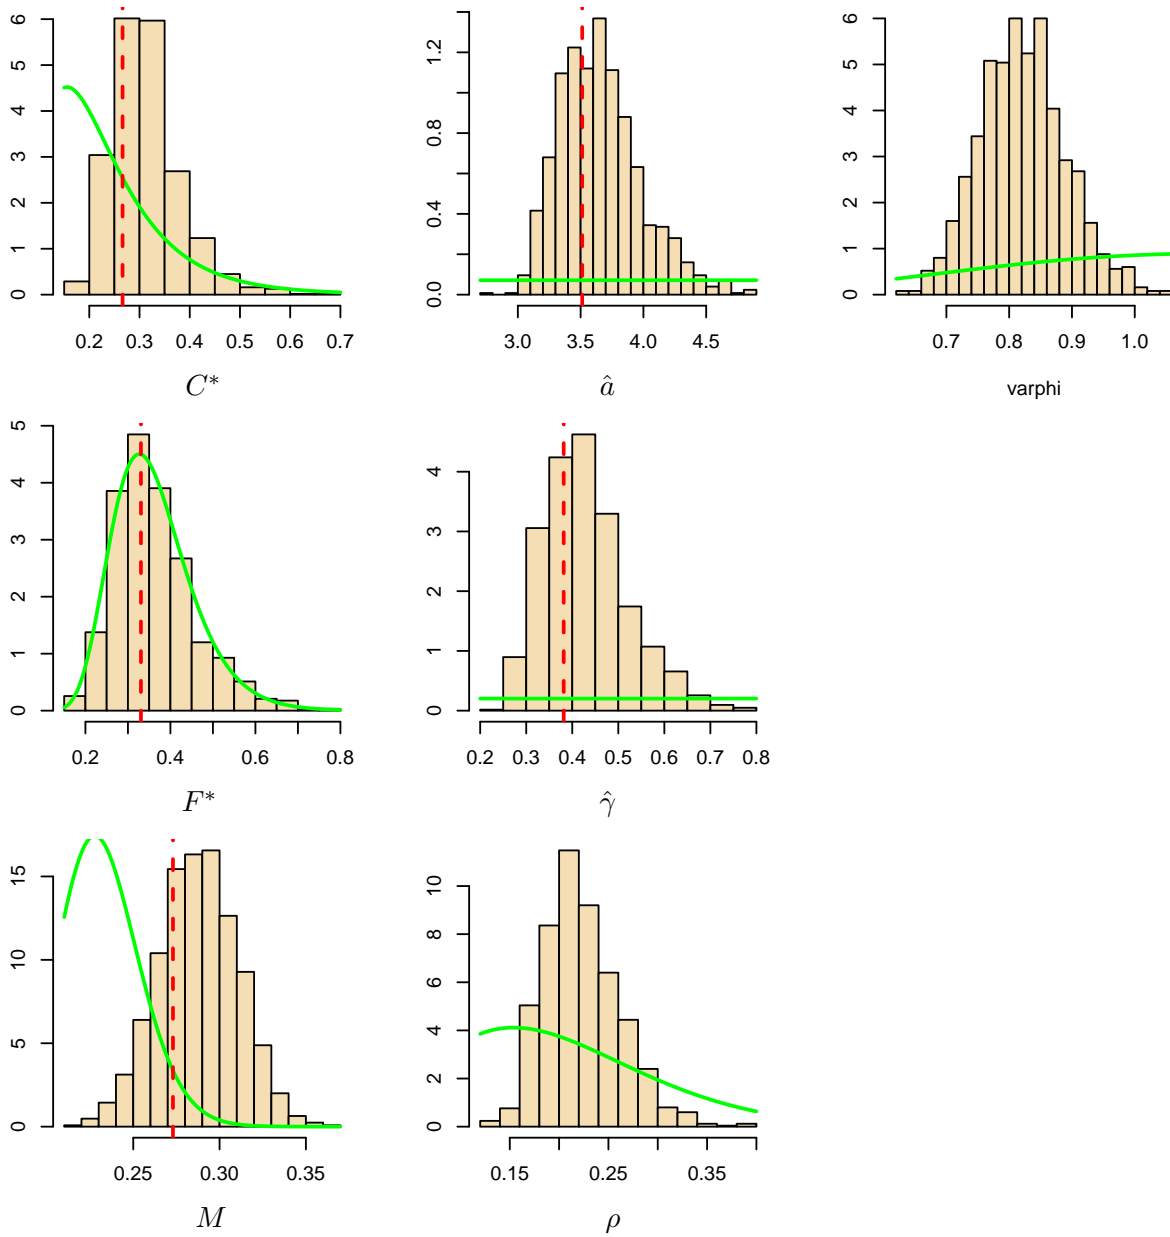 0 1 2 3 4 5 6
0.2 0.3 0.4 0.5 0.6 0.7
C*
0.0 0.4 0.8 1.2
3.0 3.5 4.0 4.5
â
0 1 2 3 4 5 6
0.7 0.8 0.9 1.0
varphi
0 1 2 3 4 5
0.2 0.4 0.6 0.8
F*
0 1 2 3 4
0.2 0.3 0.4 0.5 0.6 0.7 0.8
γ̂
0 5 10 15
0.25 0.30 0.35
M
0 2 4 6 8 10
0.15 0.25 0.35
ρ